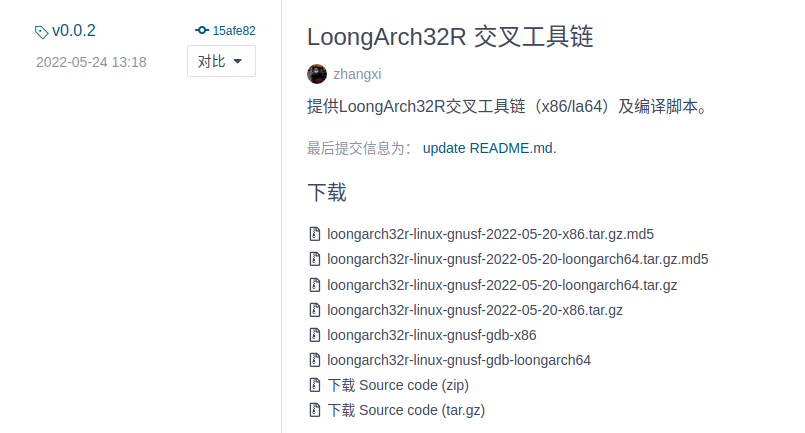 v0.0.2
15afe82
2022-05-24 13:18
对比
LoongArch32R 交叉工具链
zhangxi
提供LoongArch32R交叉工具链（x86/la64）及编译脚本。
最后提交信息为： update README.md.
下载
loongarch32r-linux-gnusf-2022-05-20-x86.tar.gz.md5
loongarch32r-linux-gnusf-2022-05-20-loongarch64.tar.gz.md5
loongarch32r-linux-gnusf-2022-05-20-loongarch64.tar.gz
loongarch32r-linux-gnusf-2022-05-20-x86.tar.gz
loongarch32r-linux-gnusf-gdb-x86
loongarch32r-linux-gnusf-gdb-loongarch64
下载 Source code (zip)
下载 Source code (tar.gz)